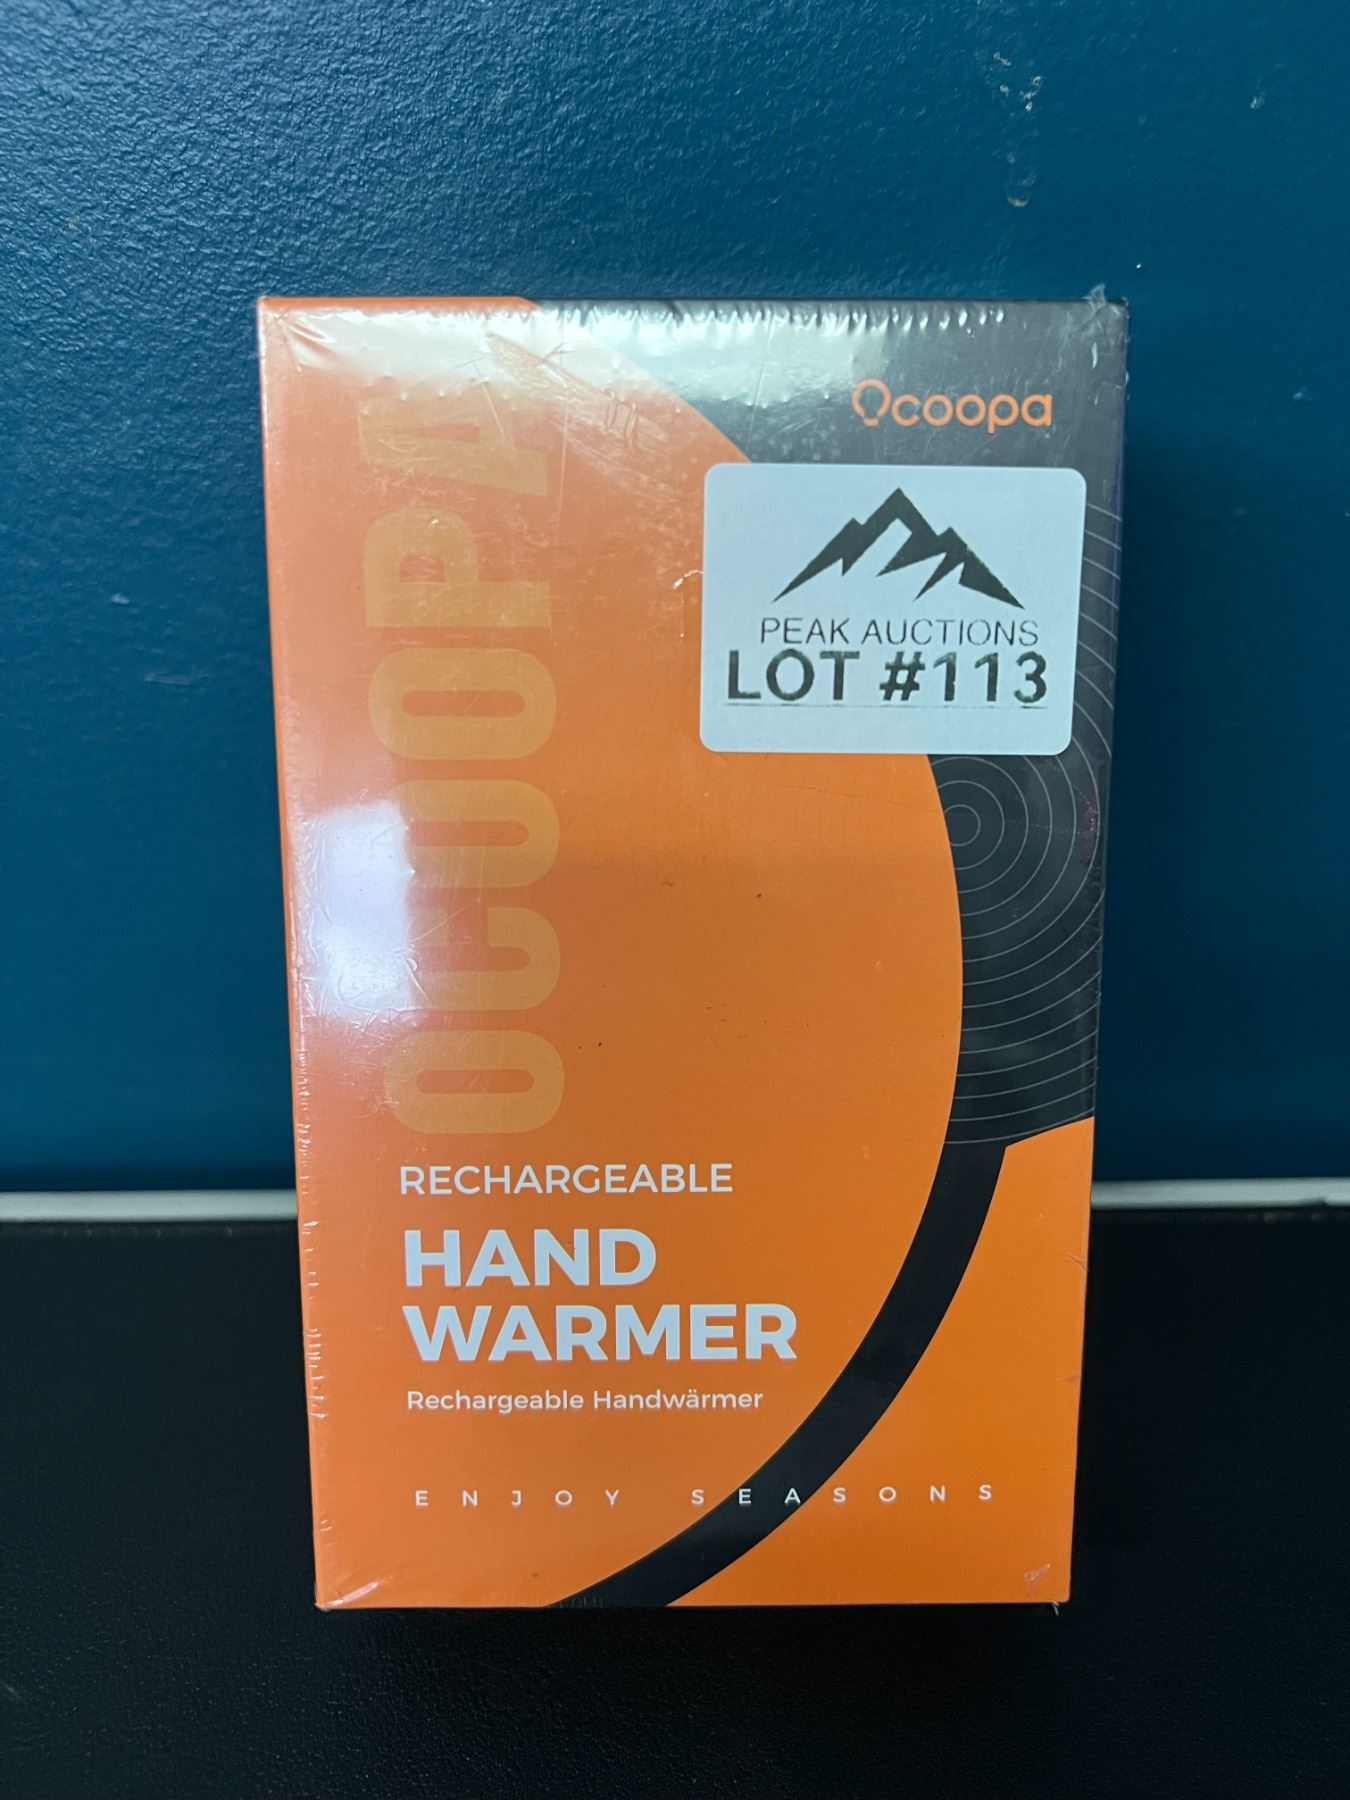 Ocoopa
PEAK AUCTIONS
LOT #113
OCOOPA
RECHARGEABLE
HAND
WARMER
Rechargeable Handwärmer
ENJOY SEASONS